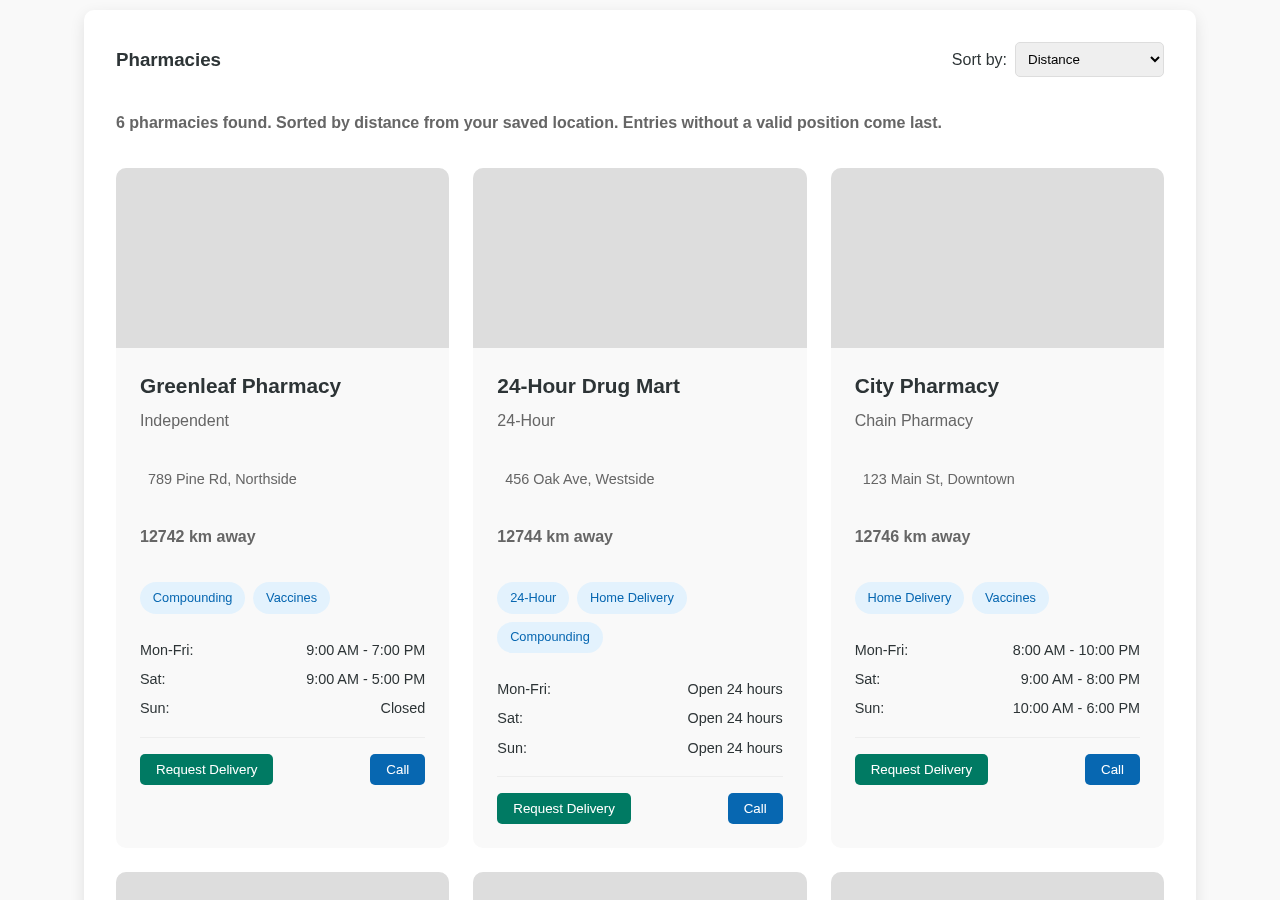 Pharmacies
Sort by: Distance
6 pharmacies found. Sorted by distance from your saved location. Entries without a valid position come last.
Greenleaf Pharmacy
Independent
789 Pine Rd, Northside
12742 km away
Compounding Vaccines
Mon-Fri: 9:00 AM - 7:00 PM
Sat: 9:00 AM - 5:00 PM
Sun: Closed
Request Delivery Call
24-Hour Drug Mart
24-Hour
456 Oak Ave, Westside
12744 km away
24-Hour Home Delivery
Compounding
Mon-Fri: Open 24 hours
Sat: Open 24 hours
Sun: Open 24 hours
Request Delivery Call
City Pharmacy
Chain Pharmacy
123 Main St, Downtown
12746 km away
Home Delivery Vaccines
Mon-Fri: 8:00 AM - 10:00 PM
Sat: 9:00 AM - 8:00 PM
Sun: 10:00 AM - 6:00 PM
Request Delivery Call